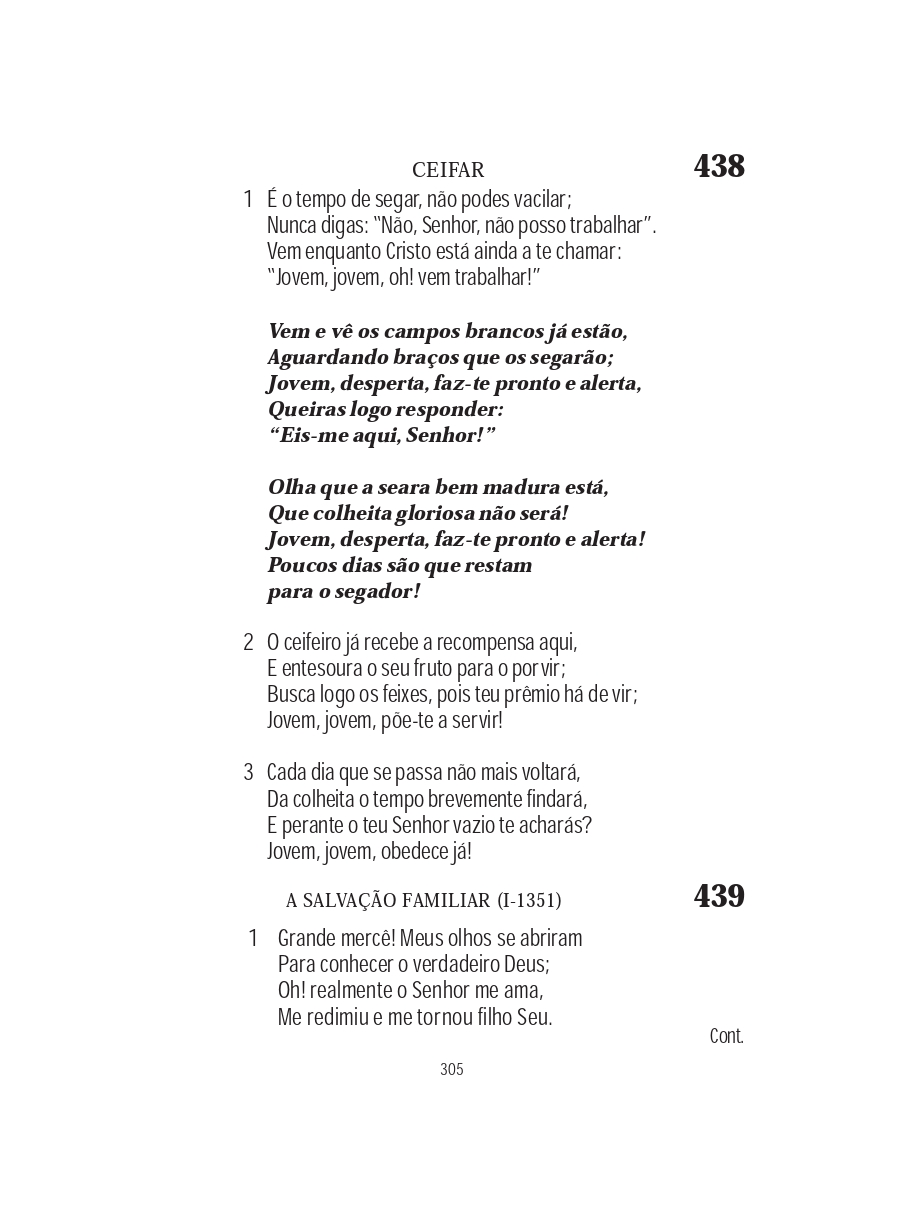 CEIFAR 438
1 É o tempo de segar, não podes vacilar;
Nunca digas: “Não, Senhor, não posso trabalhar”.
Vem enquanto Cristo está ainda a te chamar:
“Jovem, jovem, oh! vem trabalhar!”
Vem e vê os campos brancos já estão,
Aguardando braços que os segarão;
Jovem, desperta, faz-te pronto e alerta,
Queiras logo responder:
“Eis-me aqui, Senhor!”
Olha que a seara bem madura está,
Que colheita gloriosa não será!
Jovem, desperta, faz-te pronto e alerta!
Poucos dias são que restam
para o segador!
2 O ceifeiro já recebe a recompensa aqui,
E entesoura o seu fruto para o porvir;
Busca logo os feixes, pois teu prêmio há de vir;
Jovem, jovem, põe-te a servir!
3 Cada dia que se passa não mais voltará,
Da colheita o tempo brevemente findará,
E perante o teu Senhor vazio te acharás?
Jovem, jovem, obedece já!
A SALVAÇÃO FAMILIAR (I-1351) 439
1 Grande mercê! Meus olhos se abriram
Para conhecer o verdadeiro Deus;
Oh! realmente o Senhor me ama,
Me redimiu e me tornou filho Seu.
Cont.
305